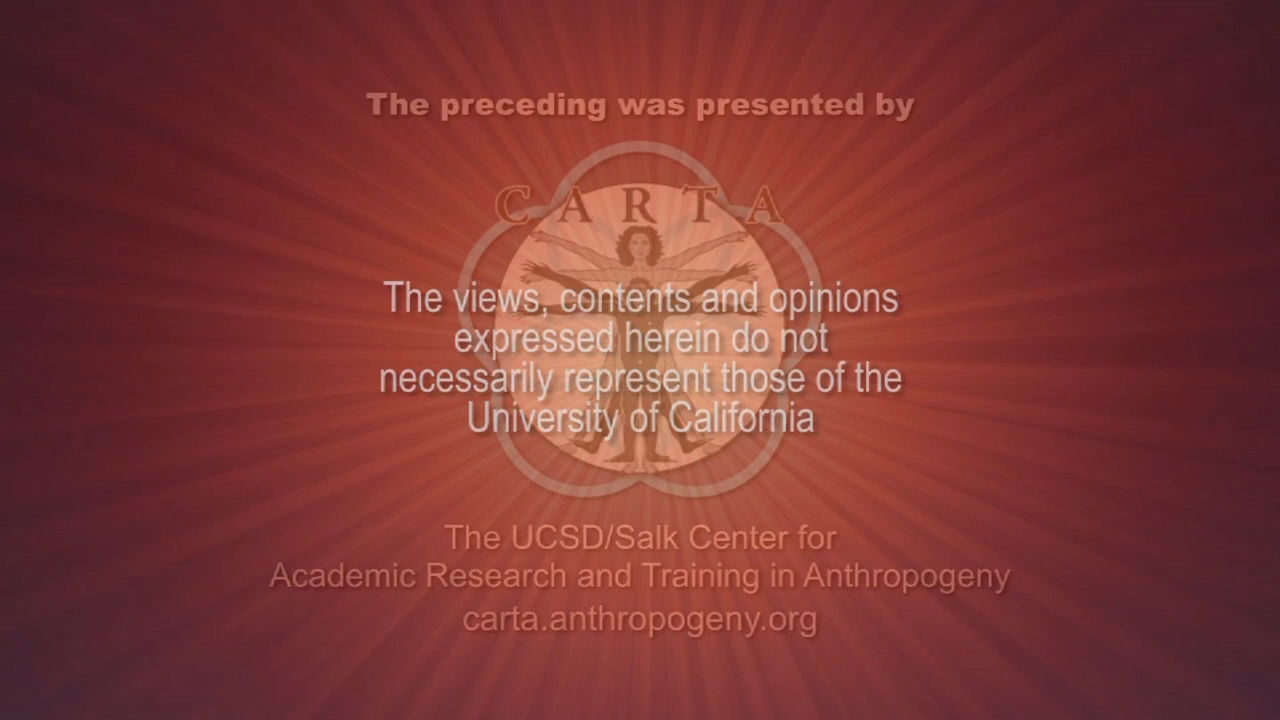 The preceding was presented by
CARTA
The views, contents and opinions
expressed herein do not
necessarily represent those of the
University of California
The UCSD/Salk Center for
Academic Research and Training in Anthropogeny
carta.anthropogeny.org